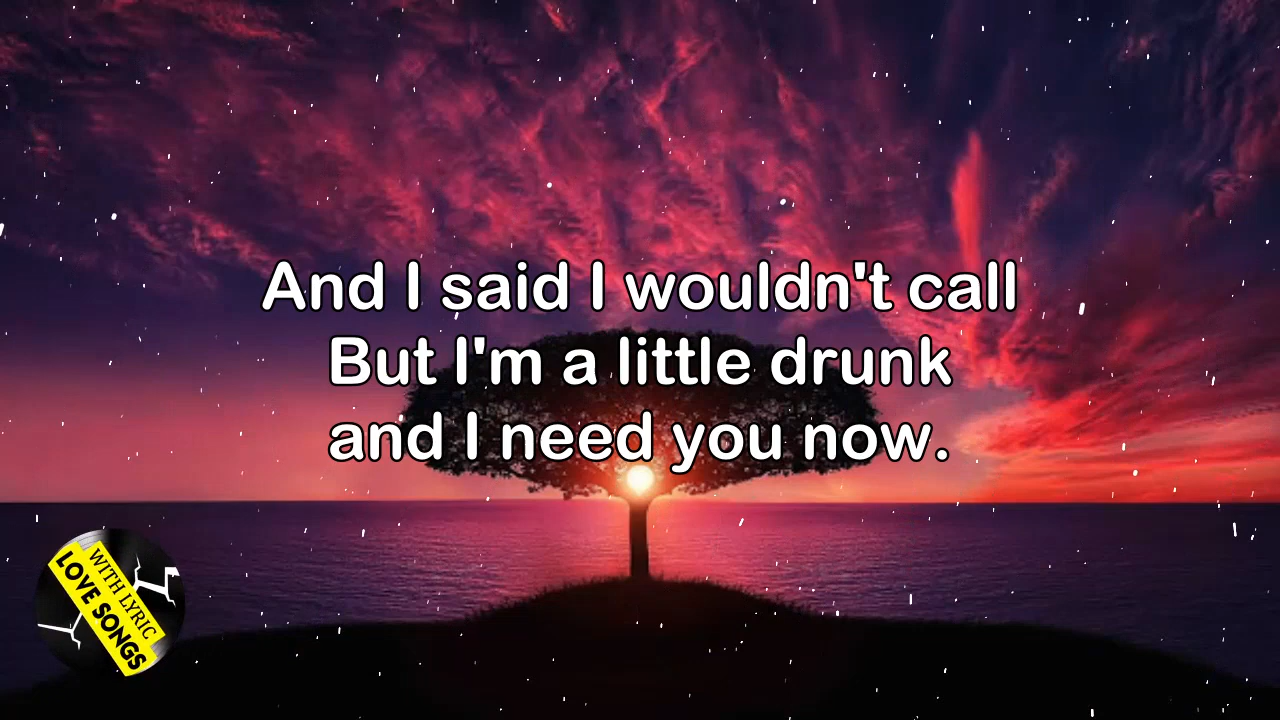 And I said I wouldn't call
But I'm a little drunk
and I need you now.
WITH LYRIC
LOVE SONGS